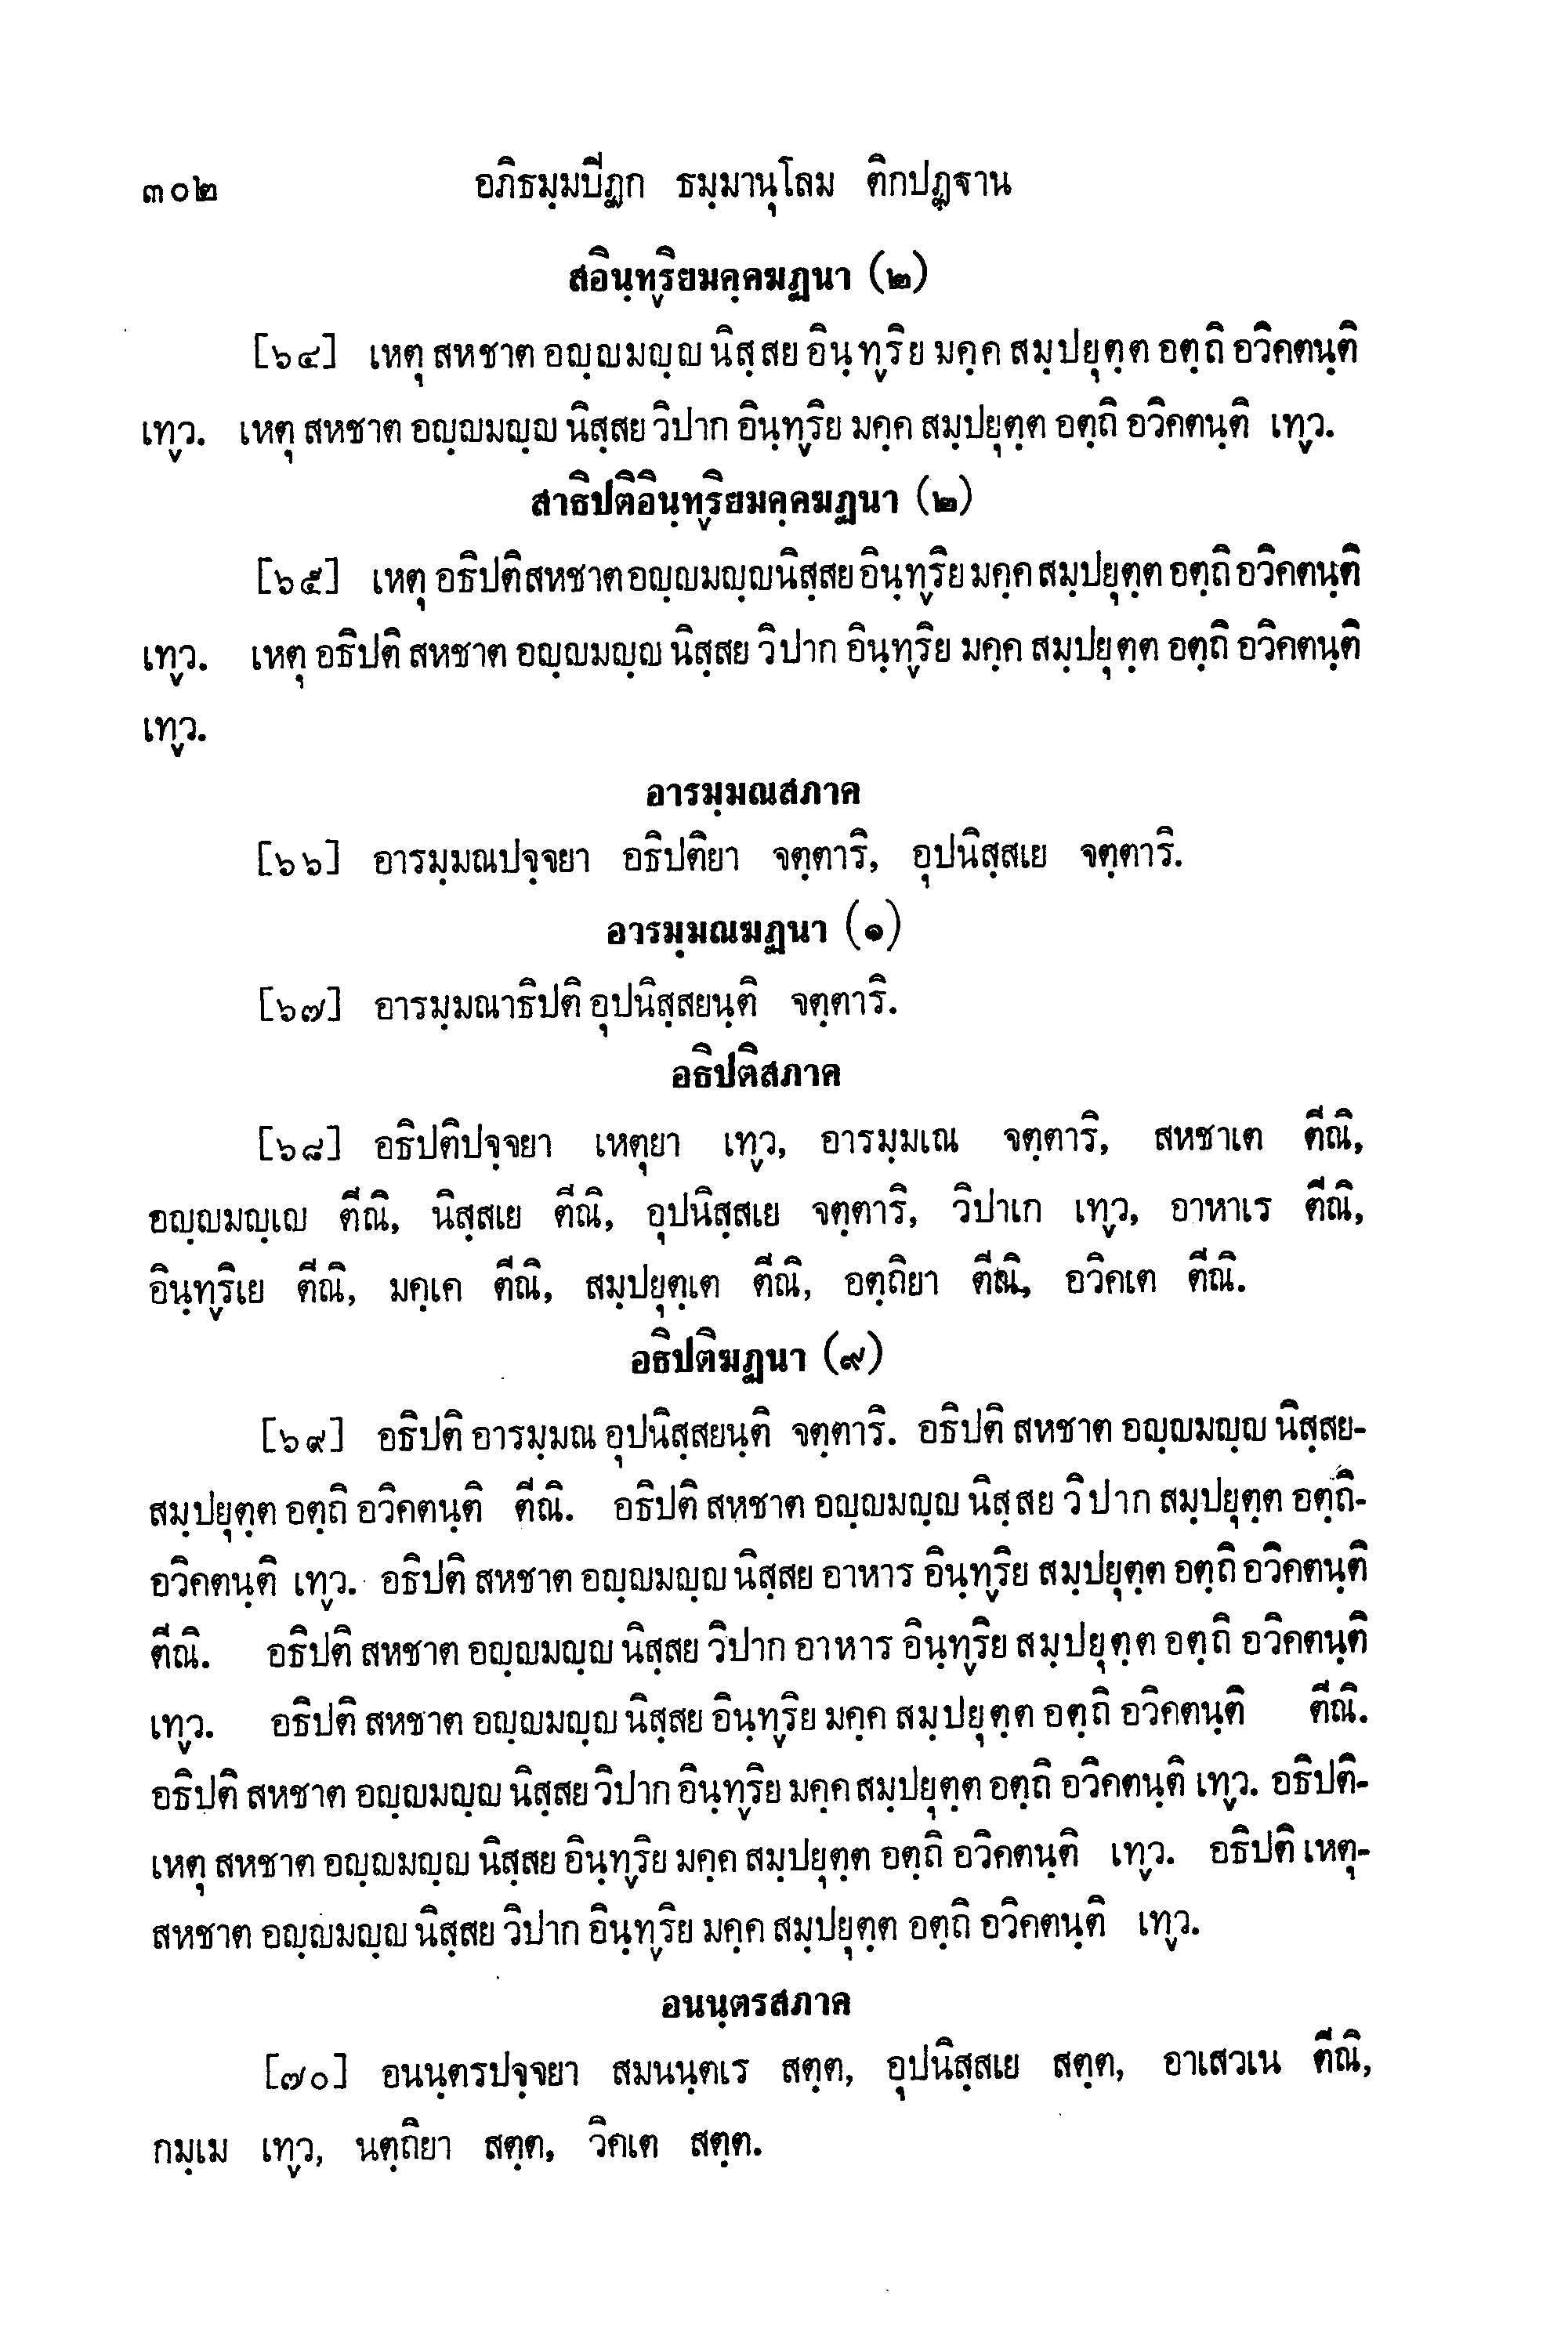 ๓๐๒ อภิธมฺมปิฏก ธมฺมานุโลม ติกปฏฺฐาน
สอินฺทฺริยมคฺคฆฏนา (๒)
[๖๔] เหตุ สหชาต อญฺญมญฺญ นิสฺสย อินฺทฺริย มคฺค สมฺปยุตฺต อตฺถิ อวิคตนฺติ
เทฺว. เหตุ สหชาต อญฺญมญฺญ นิสฺสย วิปาก อินฺทฺริย มคฺค สมฺปยุตฺต อตฺถิ อวิคตนฺติ เทฺว.
สาธิปติอินฺทฺริยมคฺคฆฏนา (๒)
[๖๕] เหตุ อธิปติ สหชาต อญฺญมญฺญ นิสฺสย อินฺทฺริย มคฺค สมฺปยุตฺต อตฺถิ อวิคตนฺติ
เทฺว. เหตุ อธิปติ สหชาต อญฺญมญฺญ นิสฺสย วิปาก อินฺทฺริย มคฺค สมฺปยุตฺต อตฺถิ อวิคตนฺติ
เทฺว.
อารมฺมณสภาค
[๖๖] อารมฺมณปจฺจยา อธิปติยา จตฺตาริ, อุปนิสฺสเย จตฺตาริ.
อารมฺมณฆฏนา (๑)
[๖๗] อารมฺมณาธิปติ อุปนิสฺสยนฺติ จตฺตาริ.
อธิปติสภาค
[๖๘] อธิปติปจฺจยา เหตุยา เทฺว, อารมฺมเณ จตฺตาริ, สหชาเต ตีณิ,
อญฺญมญฺเญ ตีณิ, นิสฺสเย ตีณิ, อุปนิสฺสเย จตฺตาริ, วิปาเก เทฺว, อาหาเร ตีณิ,
อินฺทฺริเย ตีณิ, มคฺเค ตีณิ, สมฺปยุตฺเต ตีณิ, อตฺถิยา ตีณิ, อวิคเต ตีณิ.
อธิปติฆฏนา (๙)
[๖๙] อธิปติ อารมฺมณ อุปนิสฺสยนฺติ จตฺตาริ. อธิปติ สหชาต อญฺญมญฺญ นิสฺสย-
สมฺปยุตฺต อตฺถิ อวิคตนฺติ ตีณิ. อธิปติ สหชาต อญฺญมญฺญ นิสฺสย วิปาก สมฺปยุตฺต อตฺถิ-
อวิคตนฺติ เทฺว. อธิปติ สหชาต อญฺญมญฺญ นิสฺสย อาหาร อินฺทฺริย สมฺปยุตฺต อตฺถิ อวิคตนฺติ
ตีณิ. อธิปติ สหชาต อญฺญมญฺญ นิสฺสย วิปาก อาหาร อินฺทฺริย สมฺปยุตฺต อตฺถิ อวิคตนฺติ
เทฺว. อธิปติ สหชาต อญฺญมญฺญ นิสฺสย อินฺทฺริย มคฺค สมฺปยุตฺต อตฺถิ อวิคตนฺติ ตีณิ.
อธิปติ สหชาต อญฺญมญฺญ นิสฺสย วิปาก อินฺทฺริย มคฺค สมฺปยุตฺต อตฺถิ อวิคตนฺติ เทฺว. อธิปติ-
เหตุ สหชาต อญฺญมญฺญ นิสฺสย อินฺทฺริย มคฺค สมฺปยุตฺต อตฺถิ อวิคตนฺติ เทฺว. อธิปติ เหตุ-
สหชาต อญฺญมญฺญ นิสฺสย วิปาก อินฺทฺริย มคฺค สมฺปยุตฺต อตฺถิ อวิคตนฺติ เทฺว.
อนนฺตรสภาค
[๗๐] อนนฺตรปจฺจยา สมนนฺตเร สตฺต, อุปนิสฺสเย สตฺต, อาเสวเน ตีณิ,
กมฺเม เทฺว, นตฺถิยา สตฺต, วิคเต สตฺต.